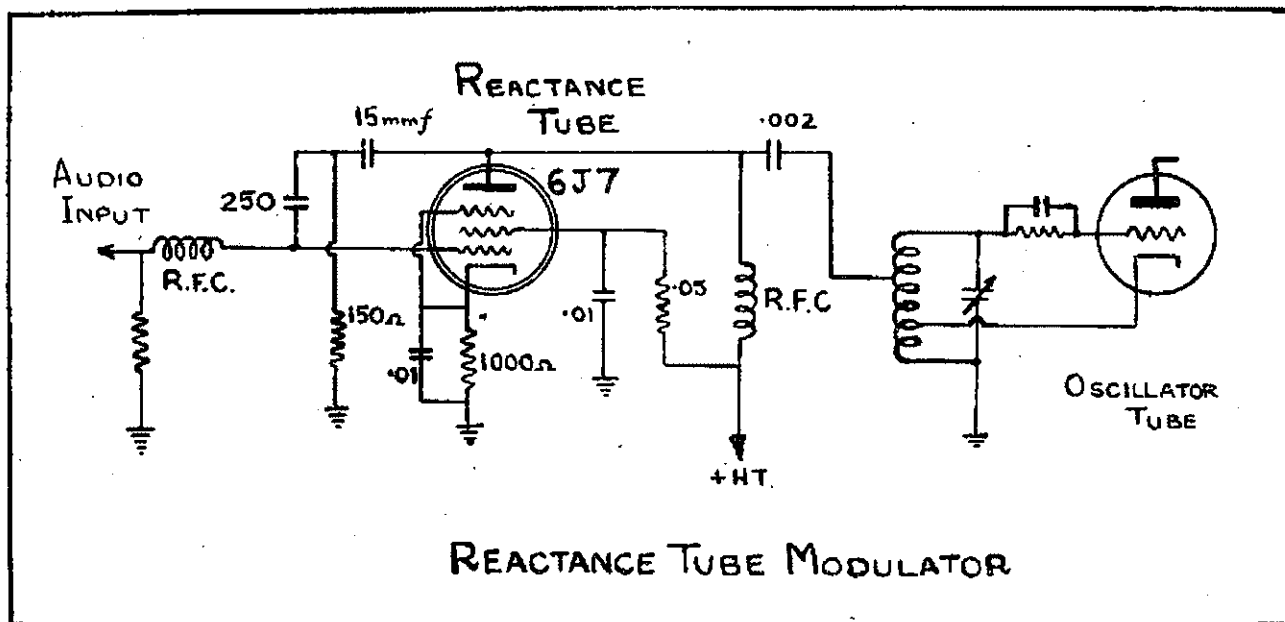 REACTANCE
TUBE
15mmf
.002
6J7
AUDIO
INPUT
250
R.F.C.
150Ω
.01
1000Ω
.01
.05
R.F.C
+HT
OSCILLATOR
TUBE
REACTANCE TUBE MODULATOR